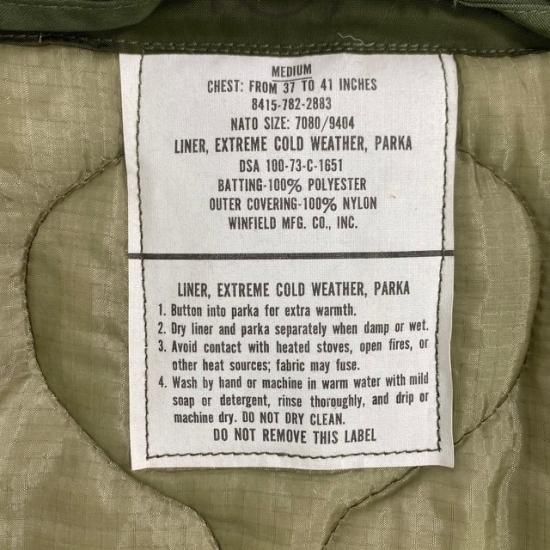 MEDIUM
CHEST: FROM 37 TO 41 INCHES
8415-782-2883
NATO SIZE: 7080/9404
LINER, EXTREME COLD WEATHER, PARKA
DSA 100-73-C-1651
BATTING-100% POLYESTER
OUTER COVERING-100% NYLON
WINFIELD MFG. CO., INC.
LINER, EXTREME COLD WEATHER, PARKA
1. Button into parka for extra warmth.
2. Dry liner and parka separately when damp or wet.
3. Avoid contact with heated stoves, open fires, or
other heat sources; fabric may fuse.
4. Wash by hand or machine in warm water with mild
soap or detergent, rinse thoroughly, and drip or
machine dry. DO NOT DRY CLEAN.
DO NOT REMOVE THIS LABEL